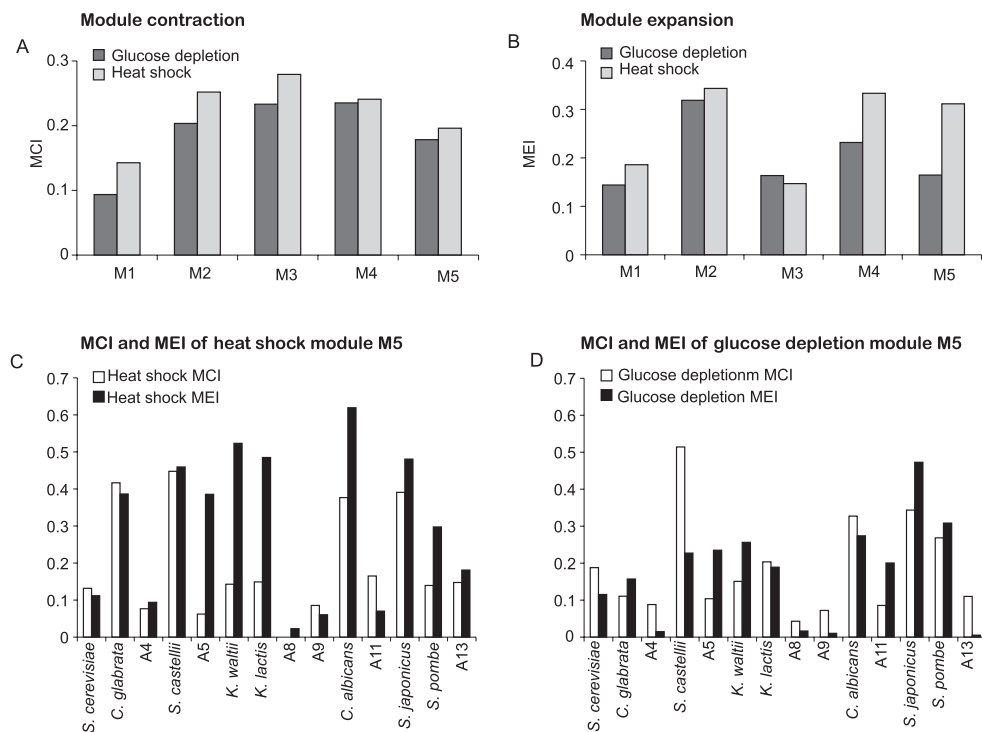 Module contraction
A
Glucose depletion
Heat shock
0.3
0.2
0.1
0
MCI
M1 M2 M3 M4 M5
Module expansion
B
Glucose depletion
Heat shock
0.4
0.3
0.2
0.1
0
MEI
M1 M2 M3 M4 M5
MCI and MEI of heat shock module M5
C
Heat shock MCI
Heat shock MEI
0.7
0.6
0.5
0.4
0.3
0.2
0.1
0
S. cerevisiae
C. glabrata
A4
S. castellii
A5
K. waltii
K. lactis
A8
A9
C. albicans
A11
S. japonicus
S. pombe
A13
MCI and MEI of glucose depletion module M5
D
Glucose depletionm MCI
Glucose depletion MEI
0.7
0.6
0.5
0.4
0.3
0.2
0.1
0
S. cerevisiae
C. glabrata
A4
S. castellii
A5
K. waltii
K. lactis
A8
A9
C. albicans
A11
S. japonicus
S. pombe
A13